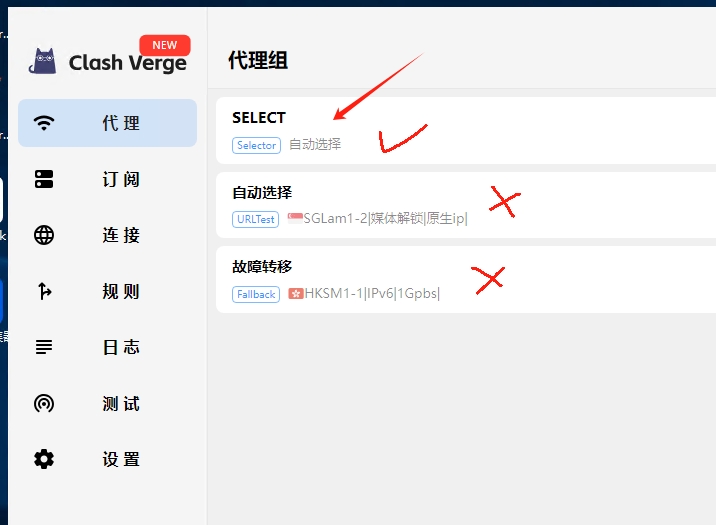 NEW
Clash Verge
代理
订阅
连接
规则
日志
测试
设置
代理组
SELECT
Selector 自动选择
自动选择
URLTest SGLam1-2|媒体解锁|原生ip|
故障转移
Fallback HKSM1-1|IPv6|1Gpbs|